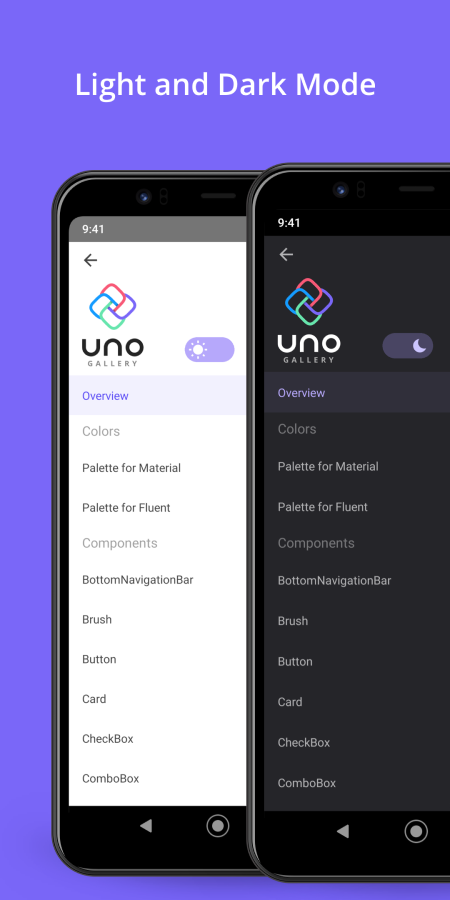 Light and Dark Mode
9:41
UNO
GALLERY
Overview
Colors
Palette for Material
Palette for Fluent
Components
BottomNavigationBar
Brush
Button
Card
CheckBox
ComboBox
9:41
UNO
GALLERY
Overview
Colors
Palette for Material
Palette for Fluent
Components
BottomNavigationBar
Brush
Button
Card
CheckBox
ComboBox